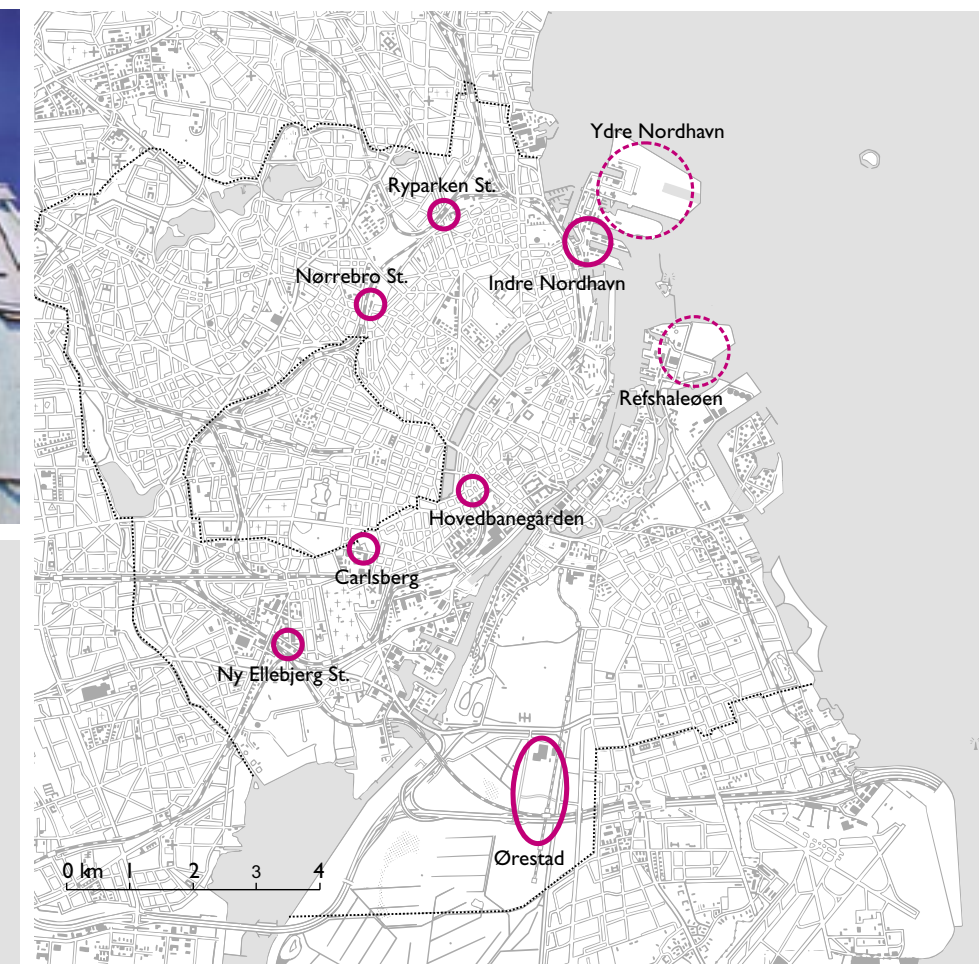 Ydre Nordhavn
Ryparken St.
Nørrebro St.
Indre Nordhavn
Refshaleøen
Hovedbanegården
Carlsberg
Ny Ellebjerg St.
Ørestad
0 km 1 2 3 4